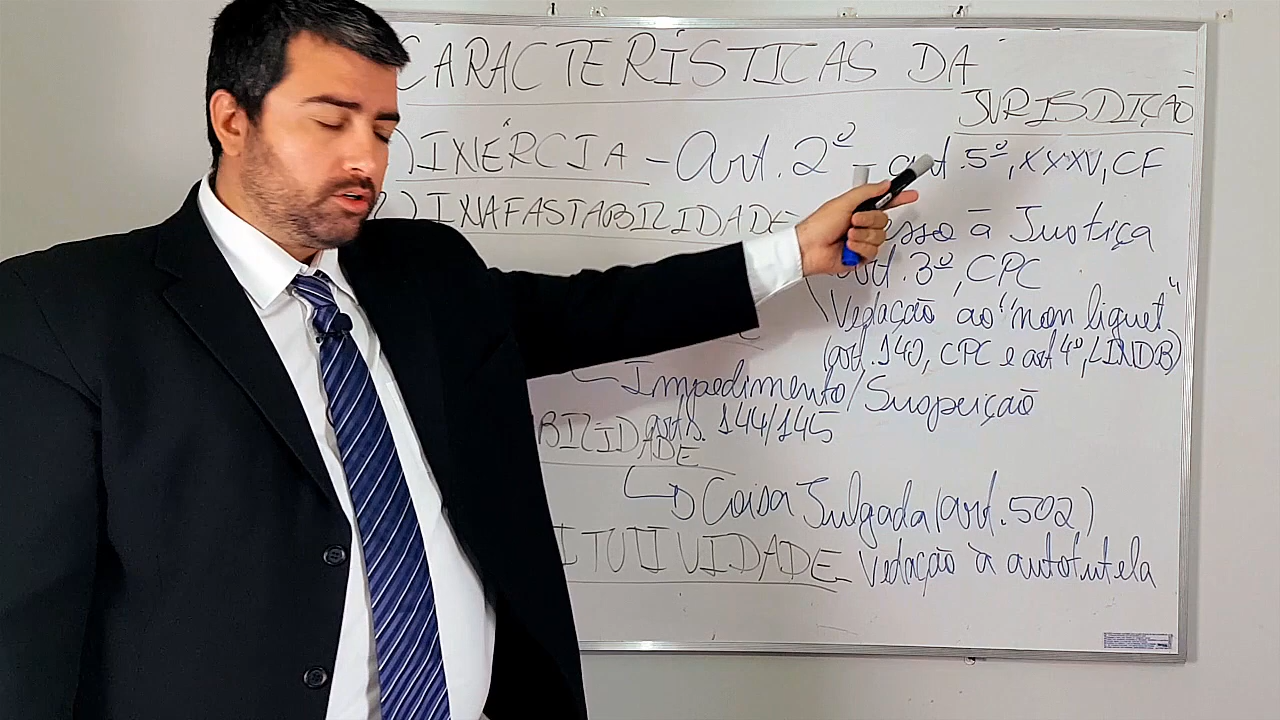 CARACTERÍSTICAS DA
JURISDIÇÃO
) INÉRCIA - Art. 2º - art. 5º, XXXV, CF
) INAFASTABILIDADE
esso à Justiça
art. 3º, CPC
Vedação ao "non liquet"
(art. 140, CPC e art 4º, LINDB)
Impedimento/Suspeição
arts. 144/145
BILIDADE
Coisa Julgada (art. 502)
ITUTIVIDADE - Vedação à autotutela